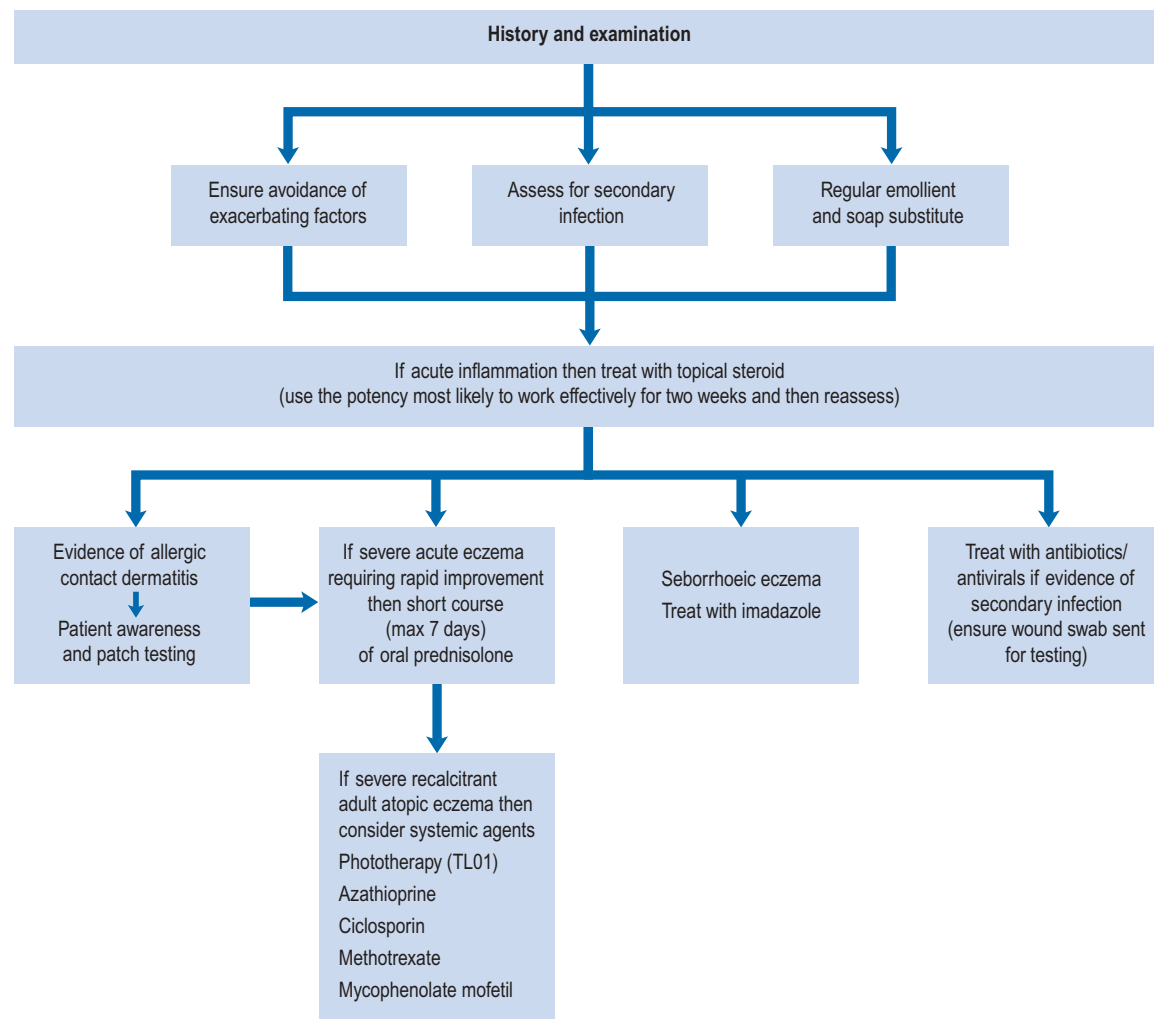 History and examination
Ensure avoidance of
exacerbating factors
Assess for secondary
infection
Regular emollient
and soap substitute
If acute inflammation then treat with topical steroid
(use the potency most likely to work effectively for two weeks and then reassess)
Evidence of allergic
contact dermatitis
Patient awareness
and patch testing
If severe acute eczema
requiring rapid improvement
then short course
(max 7 days)
of oral prednisolone
Seborrhoeic eczema
Treat with imadazole
Treat with antibiotics/
antivirals if evidence of
secondary infection
(ensure wound swab sent
for testing)
If severe recalcitrant
adult atopic eczema then
consider systemic agents
Phototherapy (TL01)
Azathioprine
Ciclosporin
Methotrexate
Mycophenolate mofetil